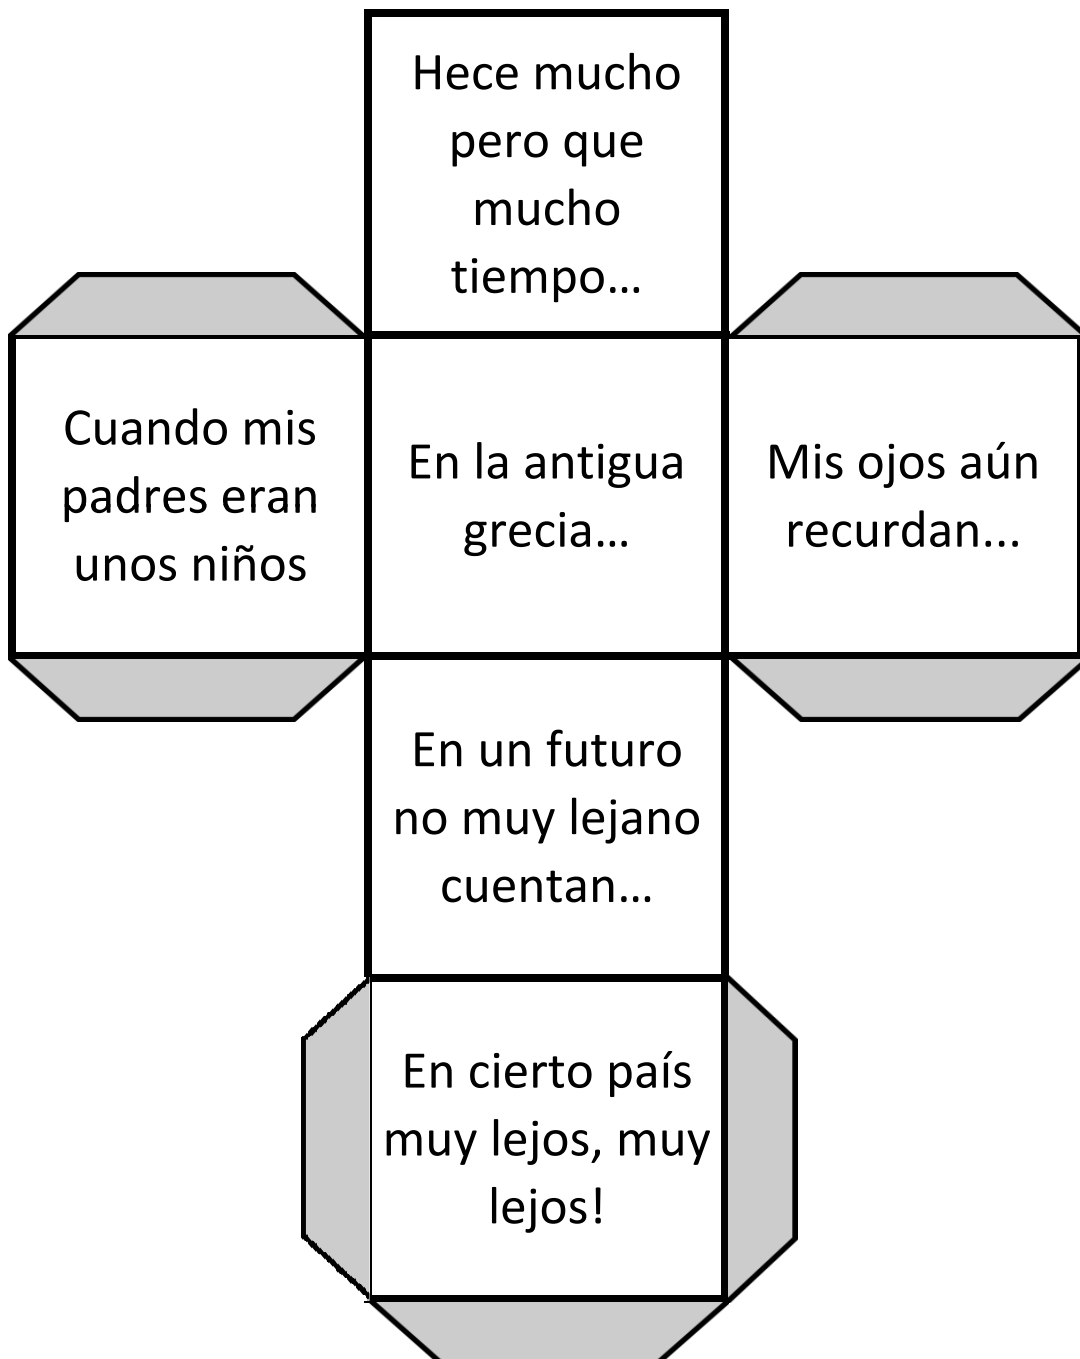 Hece mucho
pero que
mucho
tiempo...
Cuando mis
padres eran
unos niños
En la antigua
grecia...
Mis ojos aún
recurdan...
En un futuro
no muy lejano
cuentan...
En cierto país
muy lejos, muy
lejos!